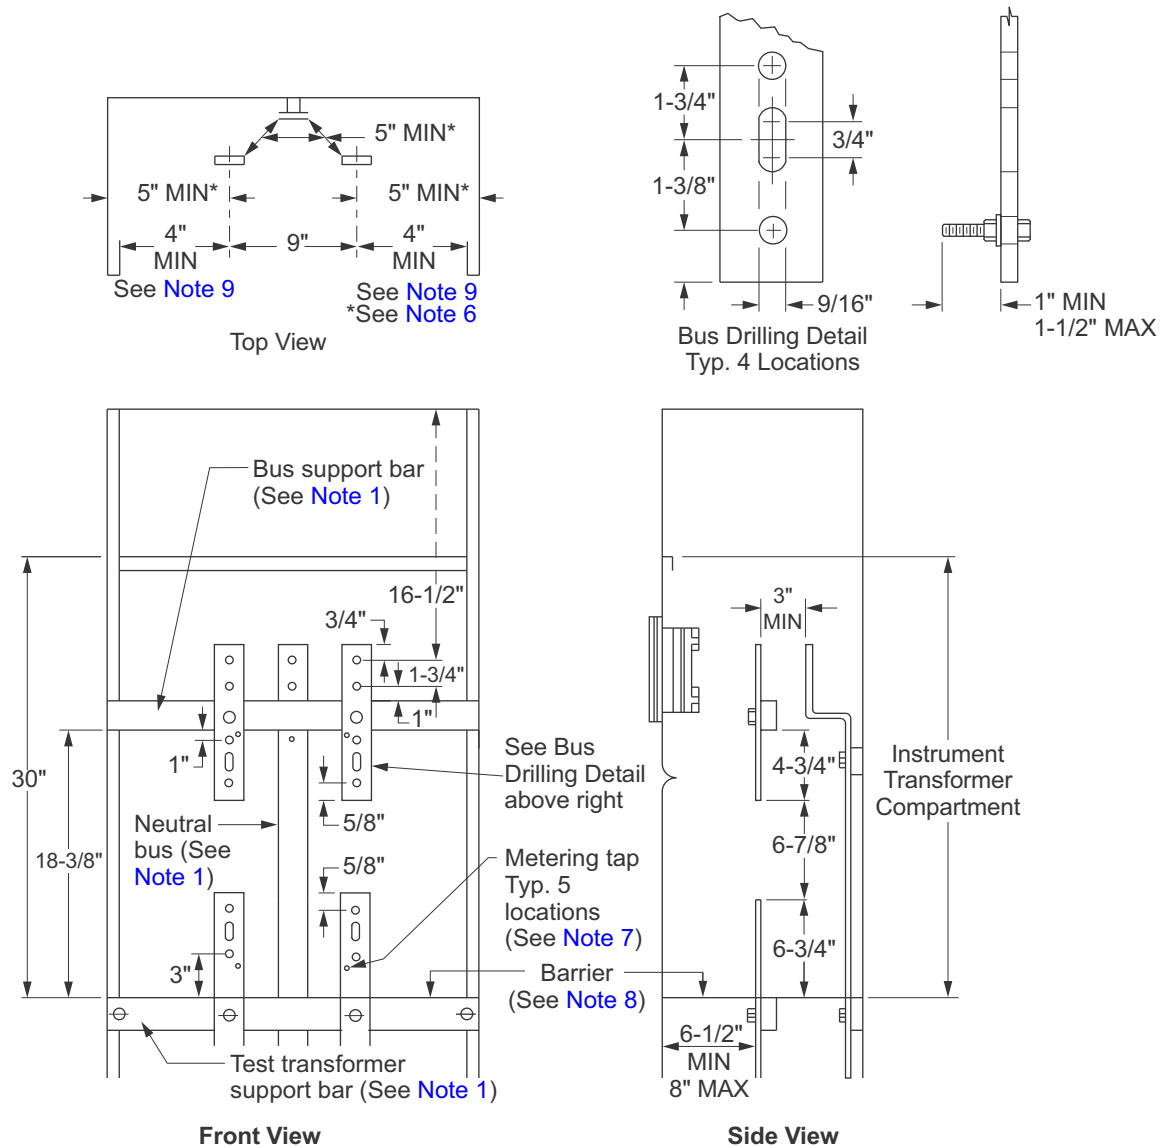 5" MIN*
5" MIN*
5" MIN*
4"
MIN
9"
4"
MIN
See Note 9
See Note 9
*See Note 6
Top View
1-3/4"
3/4"
1-3/8"
9/16"
Bus Drilling Detail
Typ. 4 Locations
1" MIN
1-1/2" MAX
Bus support bar
(See Note 1)
16-1/2"
3/4"
1-3/4"
1"
1"
30"
18-3/8"
See Bus
Drilling Detail
above right
5/8"
Neutral
bus (See
Note 1)
5/8"
Metering tap
Typ. 5
locations
(See Note 7)
3"
Barrier
(See Note 8)
Test transformer
support bar (See Note 1)
Front View
3"
MIN
4-3/4"
Instrument
Transformer
Compartment
6-7/8"
6-3/4"
6-1/2"
MIN
8" MAX
Side View